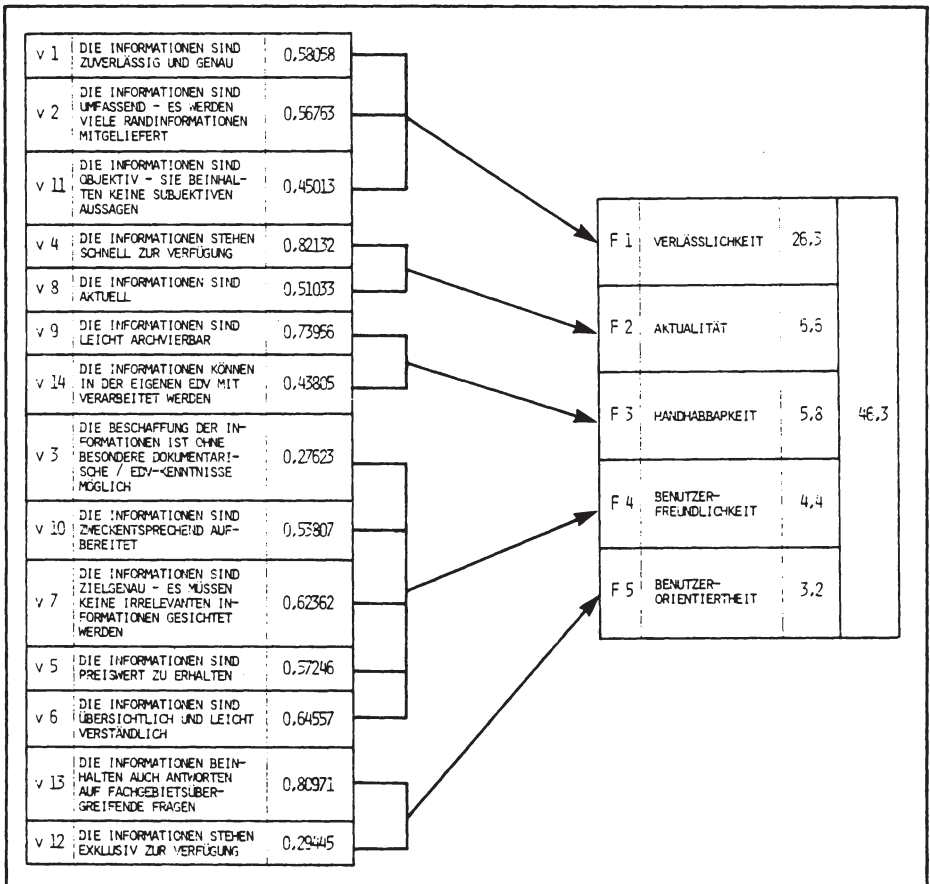 v 1 DIE INFORMATIONEN SIND 0,58058
ZUVERLÄSSIG UND GENAU
v 2 DIE INFORMATIONEN SIND 0,56763
UMFASSEND - ES WERDEN
VIELE RANDINFORMATIONEN
MITGELIEFERT
v 11 DIE INFORMATIONEN SIND 0,45013
OBJEKTIV - SIE BEINHAL-
TEN KEINE SUBJEKTIVEN
AUSSAGEN
v 4 DIE INFORMATIONEN STEHEN 0,82132
SCHNELL ZUR VERFÜGUNG
v 8 DIE INFORMATIONEN SIND 0,51033
AKTUELL
v 9 DIE INFORMATIONEN SIND 0,73956
LEICHT ARCHVIERBAR
v 14 DIE INFORMATIONEN KÖNNEN 0,43805
IN DER EIGENEN EDV MIT
VERARBEITET WERDEN
v 3 DIE BESCHAFFUNG DER IN- 0,27623
FORMATIONEN IST OHNE
BESONDERE DOKUMENTARI-
SCHE / EDV-KENNTNISSE
MÖGLICH
v 10 DIE INFORMATIONEN SIND 0,53807
ZWECKENTSPRECHEND AUF-
BEREITET
v 7 DIE INFORMATIONEN SIND 0,62362
ZIELGENAU - ES MÜSSEN
KEINE IRRELEVANTEN IN-
FORMATIONEN GESICHTET
WERDEN
v 5 DIE INFORMATIONEN SIND 0,57246
PREISWERT ZU ERHALTEN
v 6 DIE INFORMATIONEN SIND 0,64557
ÜBERSICHTLICH UND LEICHT
VERSTÄNDLICH
v 13 DIE INFORMATIONEN BEIN- 0,80971
HALTEN AUCH ANTWORTEN
AUF FACHGEBIETSÜBER-
GREIFENDE FRAGEN
v 12 DIE INFORMATIONEN STEHEN 0,29445
EXKLUSIV ZUR VERFÜGUNG
F 1 VERLÄSSLICHKEIT 26,3
F 2 AKTUALITÄT 6,6
F 3 HANDHABBARKEIT 5,8 46,3
F 4 BENUTZER- 4,4
FREUNDLICHKEIT
F 5 BENUTZER- 3,2
ORIENTIERTHEIT